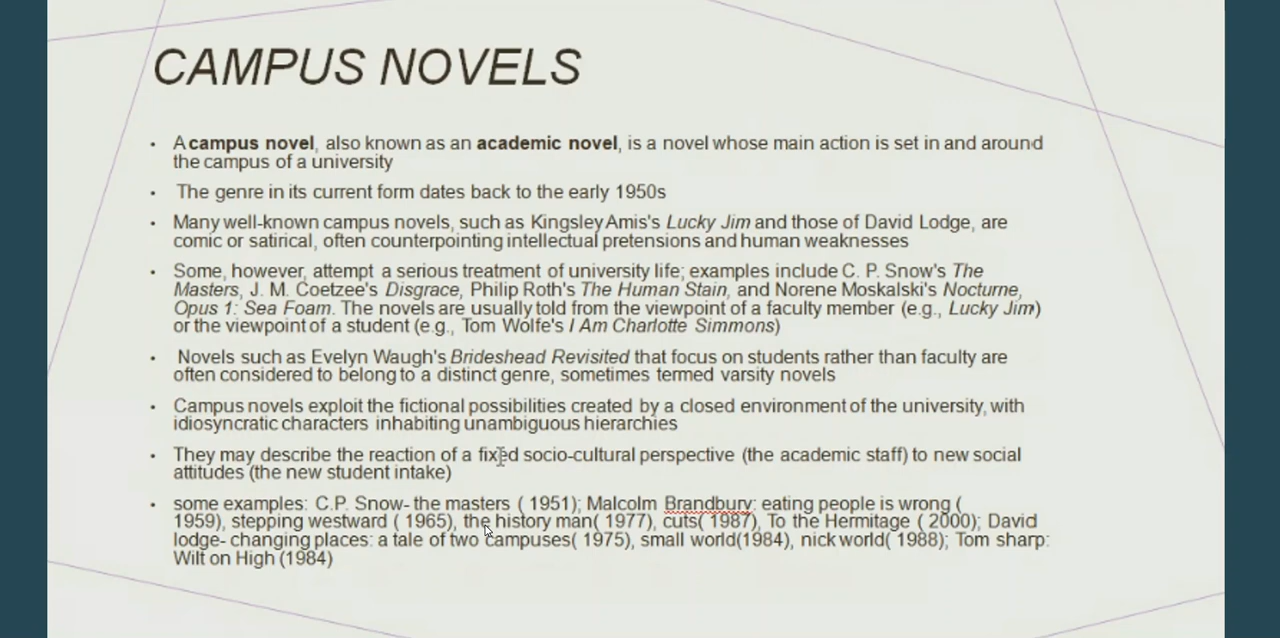 CAMPUS NOVELS
• A campus novel, also known as an academic novel, is a novel whose main action is set in and around
the campus of a university
• The genre in its current form dates back to the early 1950s
• Many well-known campus novels, such as Kingsley Amis's Lucky Jim and those of David Lodge, are
comic or satirical, often counterpointing intellectual pretensions and human weaknesses
• Some, however, attempt a serious treatment of university life; examples include C. P. Snow's The
Masters, J. M. Coetzee's Disgrace, Philip Roth's The Human Stain, and Norene Moskalski's Nocturne,
Opus 1: Sea Foam. The novels are usually told from the viewpoint of a faculty member (e.g., Lucky Jim)
or the viewpoint of a student (e.g., Tom Wolfe's I Am Charlotte Simmons)
• Novels such as Evelyn Waugh's Brideshead Revisited that focus on students rather than faculty are
often considered to belong to a distinct genre, sometimes termed varsity novels
• Campus novels exploit the fictional possibilities created by a closed environment of the university, with
idiosyncratic characters inhabiting unambiguous hierarchies
• They may describe the reaction of a fixed socio-cultural perspective (the academic staff) to new social
attitudes (the new student intake)
• some examples: C.P. Snow- the masters ( 1951); Malcolm Brandbury: eating people is wrong (
1959), stepping westward ( 1965), the history man( 1977), cuts( 1987), To the Hermitage ( 2000); David
lodge- changing places: a tale of two campuses( 1975), small world(1984), nick world( 1988); Tom sharp:
Wilt on High (1984)